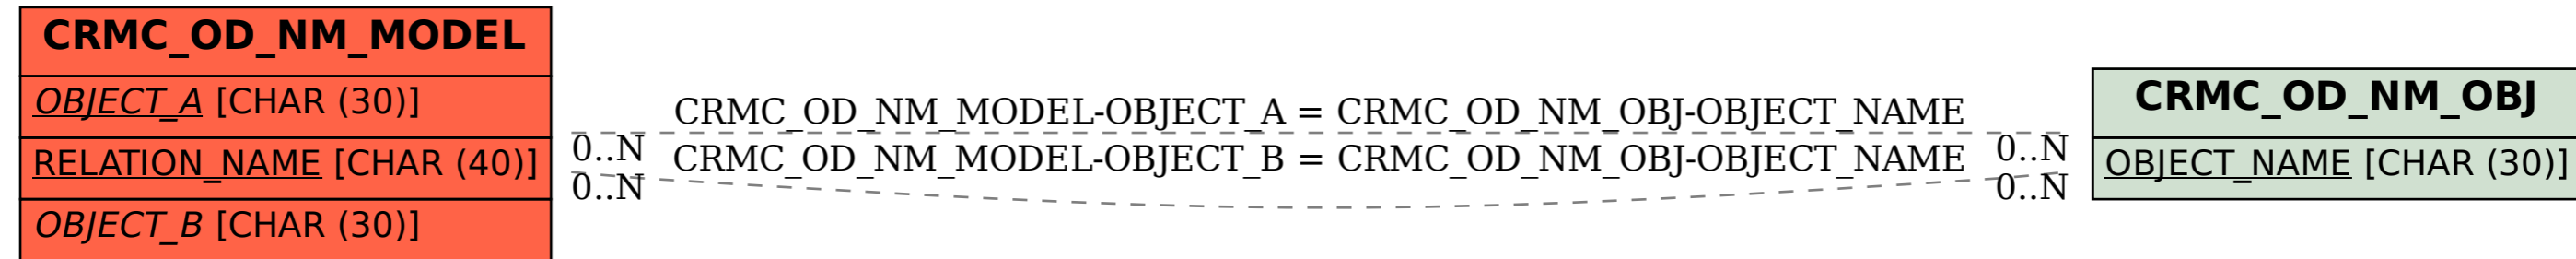 CRMC_OD_NM_MODEL
OBJECT_A [CHAR (30)]
RELATION_NAME [CHAR (40)]
OBJECT_B [CHAR (30)]
CRMC_OD_NM_MODEL-OBJECT_A = CRMC_OD_NM_OBJ-OBJECT_NAME
0..N
0..N
CRMC_OD_NM_MODEL-OBJECT_B = CRMC_OD_NM_OBJ-OBJECT_NAME
0..N
0..N
CRMC_OD_NM_OBJ
OBJECT_NAME [CHAR (30)]